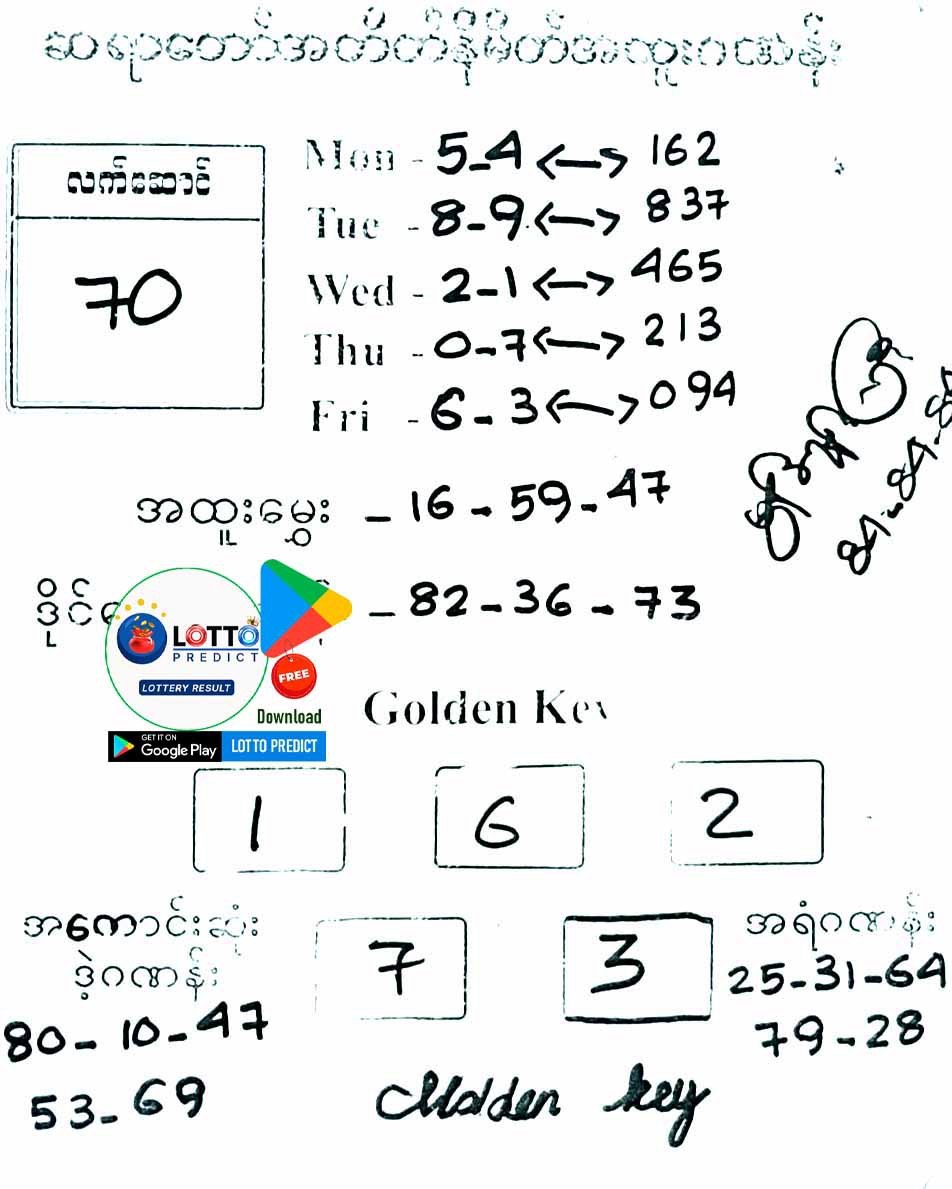 ဆရာတော်အတိတ်နိမိတ်အထူးဂဏန်း
လက်ဆောင်
70
Mon - 5-4 <-> 162
Tue - 8-9 <-> 837
Wed - 2-1 <-> 465
Thu - 0-7 <-> 213
Fri - 6-3 <-> 094
အထူးမွေး - 16 - 59 - 47
- 82 - 36 - 73
LOTTO
PREDICT
LOTTERY RESULT
FREE
Download
GET IT ON
Google Play LOTTO PREDICT
Golden Key
1 6 2
7 3
အကောင်းဆုံး
ဒဲ့ဂဏန်း
80 - 10 - 47
53 - 69
အရံဂဏန်း
25-31-64
79-28
key